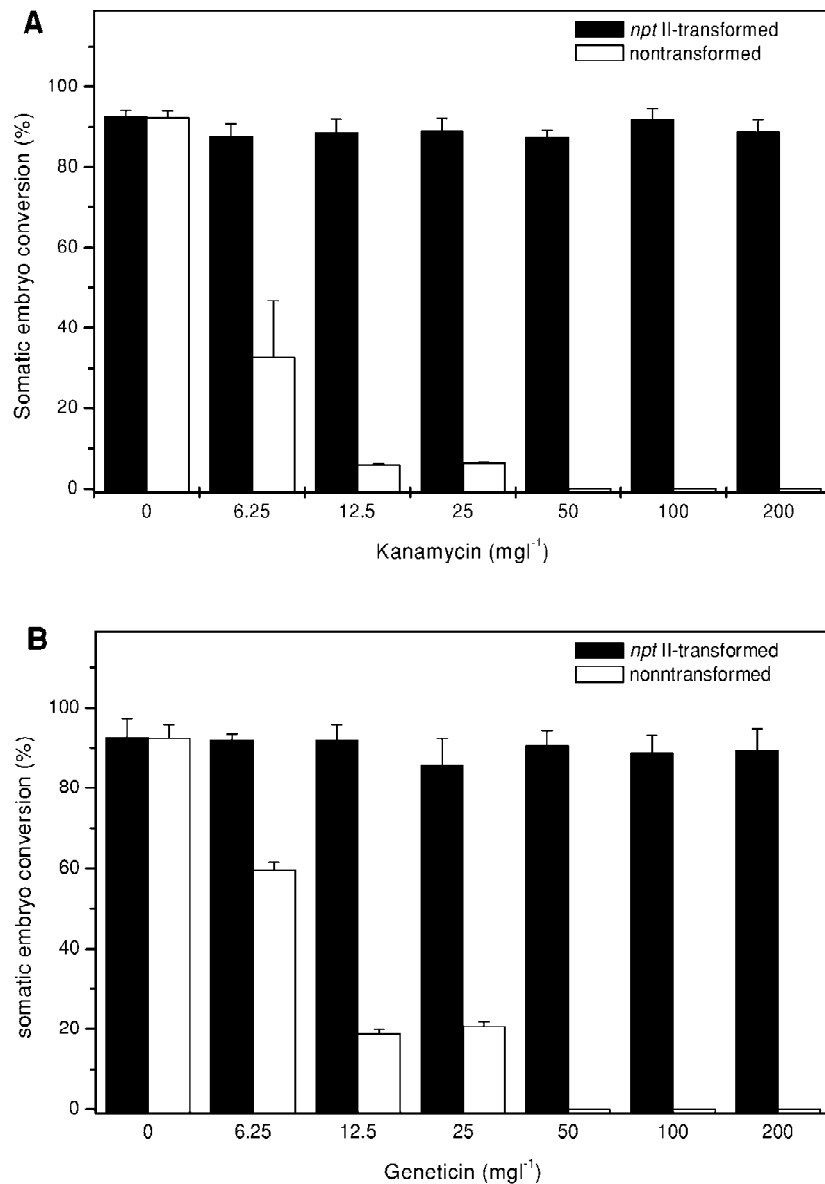 A
npt II-transformed
nontransformed
100
80
60
40
20
0
Somatic embryo conversion (%)
0 6.25 12.5 25 50 100 200
Kanamycin (mgl⁻¹)
B
npt II-transformed
nonntransformed
100
80
60
40
20
0
somatic embryo conversion (%)
0 6.25 12.5 25 50 100 200
Geneticin (mgl⁻¹)